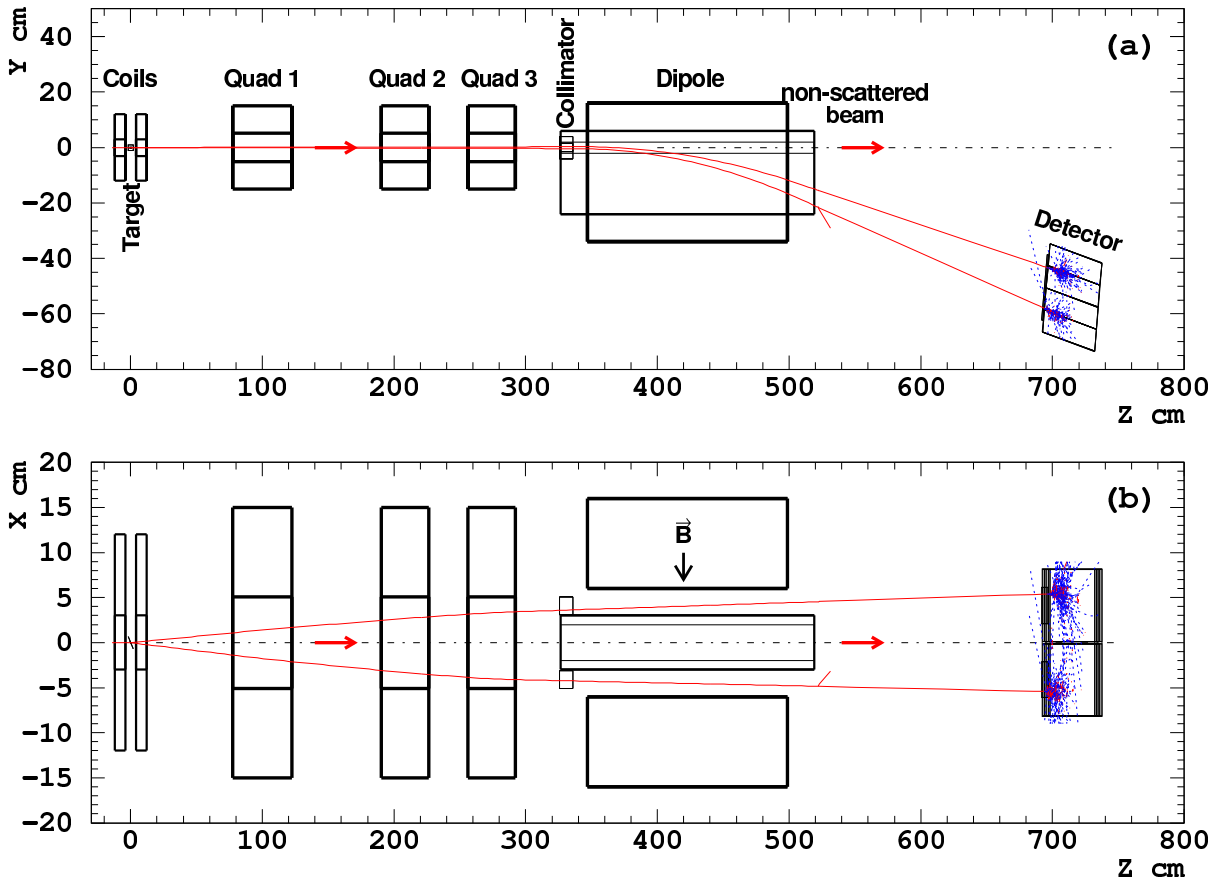 (a)
Y cm
40
20
0
−20
−40
−60
−80
Coils
Quad 1
Quad 2
Quad 3
Collimator
Dipole
non-scattered
beam
Target
Detector
0
100
200
300
400
500
600
700
800
Z cm
(b)
X cm
20
15
10
5
0
−5
−10
−15
−20
B
0
100
200
300
400
500
600
700
800
Z cm